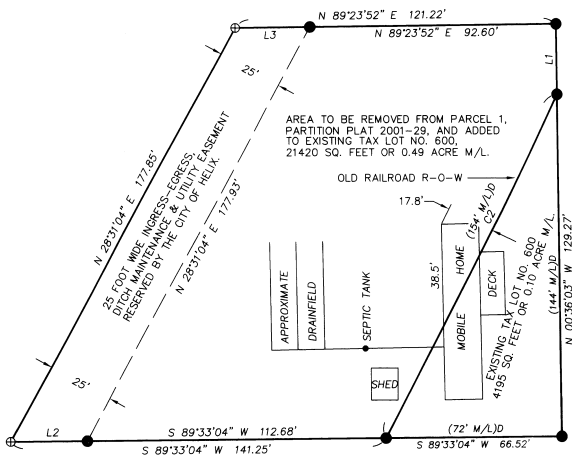 N 89°23'52" E 121.22'
N 89°23'52" E 92.60'
L3
L1
25'
AREA TO BE REMOVED FROM PARCEL 1,
PARTITION PLAT 2001-29, AND ADDED
TO EXISTING TAX LOT NO. 600,
21420 SQ. FEET OR 0.49 ACRE M/L.
OLD RAILROAD R-O-W
N 28°31'04" E 177.85'
25 FOOT WIDE INGRESS-EGRESS,
DITCH MAINTENANCE & UTILITY EASEMENT
RESERVED BY THE CITY OF HELIX.
N 28°31'04" E 177.93'
17.8'
(154' M/L)D
C2
38.5'
MOBILE HOME
DECK
EXISTING TAX LOT NO. 600
4195 SQ. FEET OR 0.10 ACRE M/L.
(144' M/L)D
N 00°36'03" W 129.27'
APPROXIMATE
DRAINFIELD
SEPTIC TANK
SHED
25'
L2
S 89°33'04" W 112.68'
S 89°33'04" W 141.25'
(72' M/L)D
S 89°33'04" W 66.52'